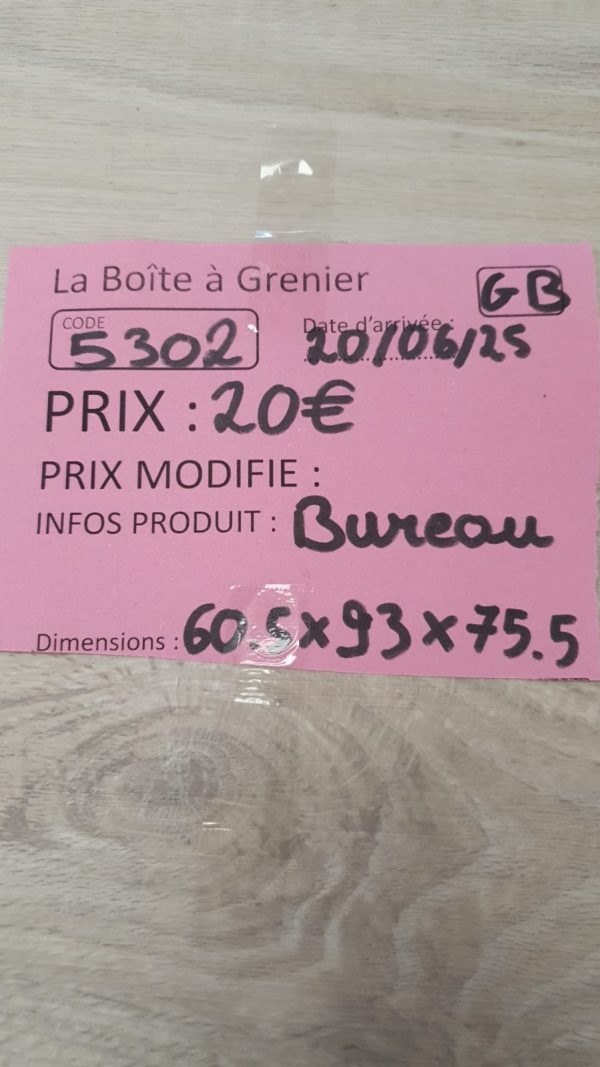 La Boîte à Grenier
GB
CODE
5302
Date d'arrivée :
20/06/25
PRIX : 20€
PRIX MODIFIE :
INFOS PRODUIT : Bureau
Dimensions : 60.5x93x75.5